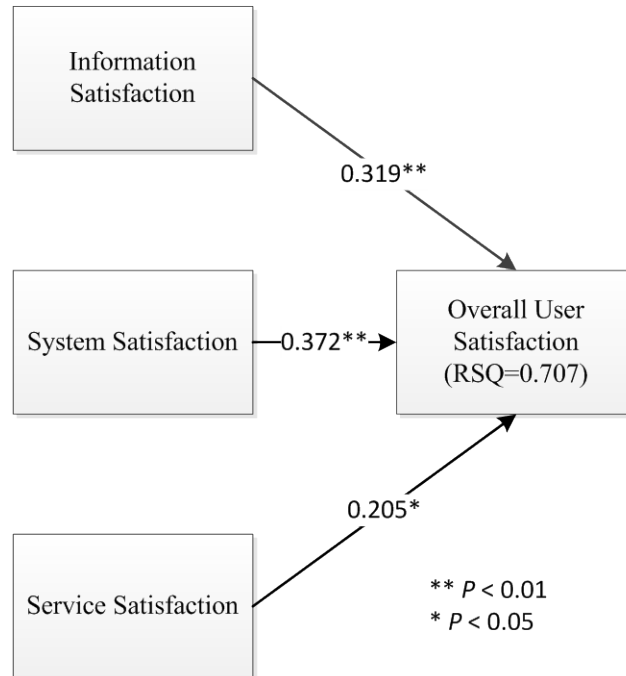 Information
Satisfaction
0.319**
System Satisfaction
0.372**
Overall User
Satisfaction
(RSQ=0.707)
0.205*
Service Satisfaction
** P < 0.01
* P < 0.05